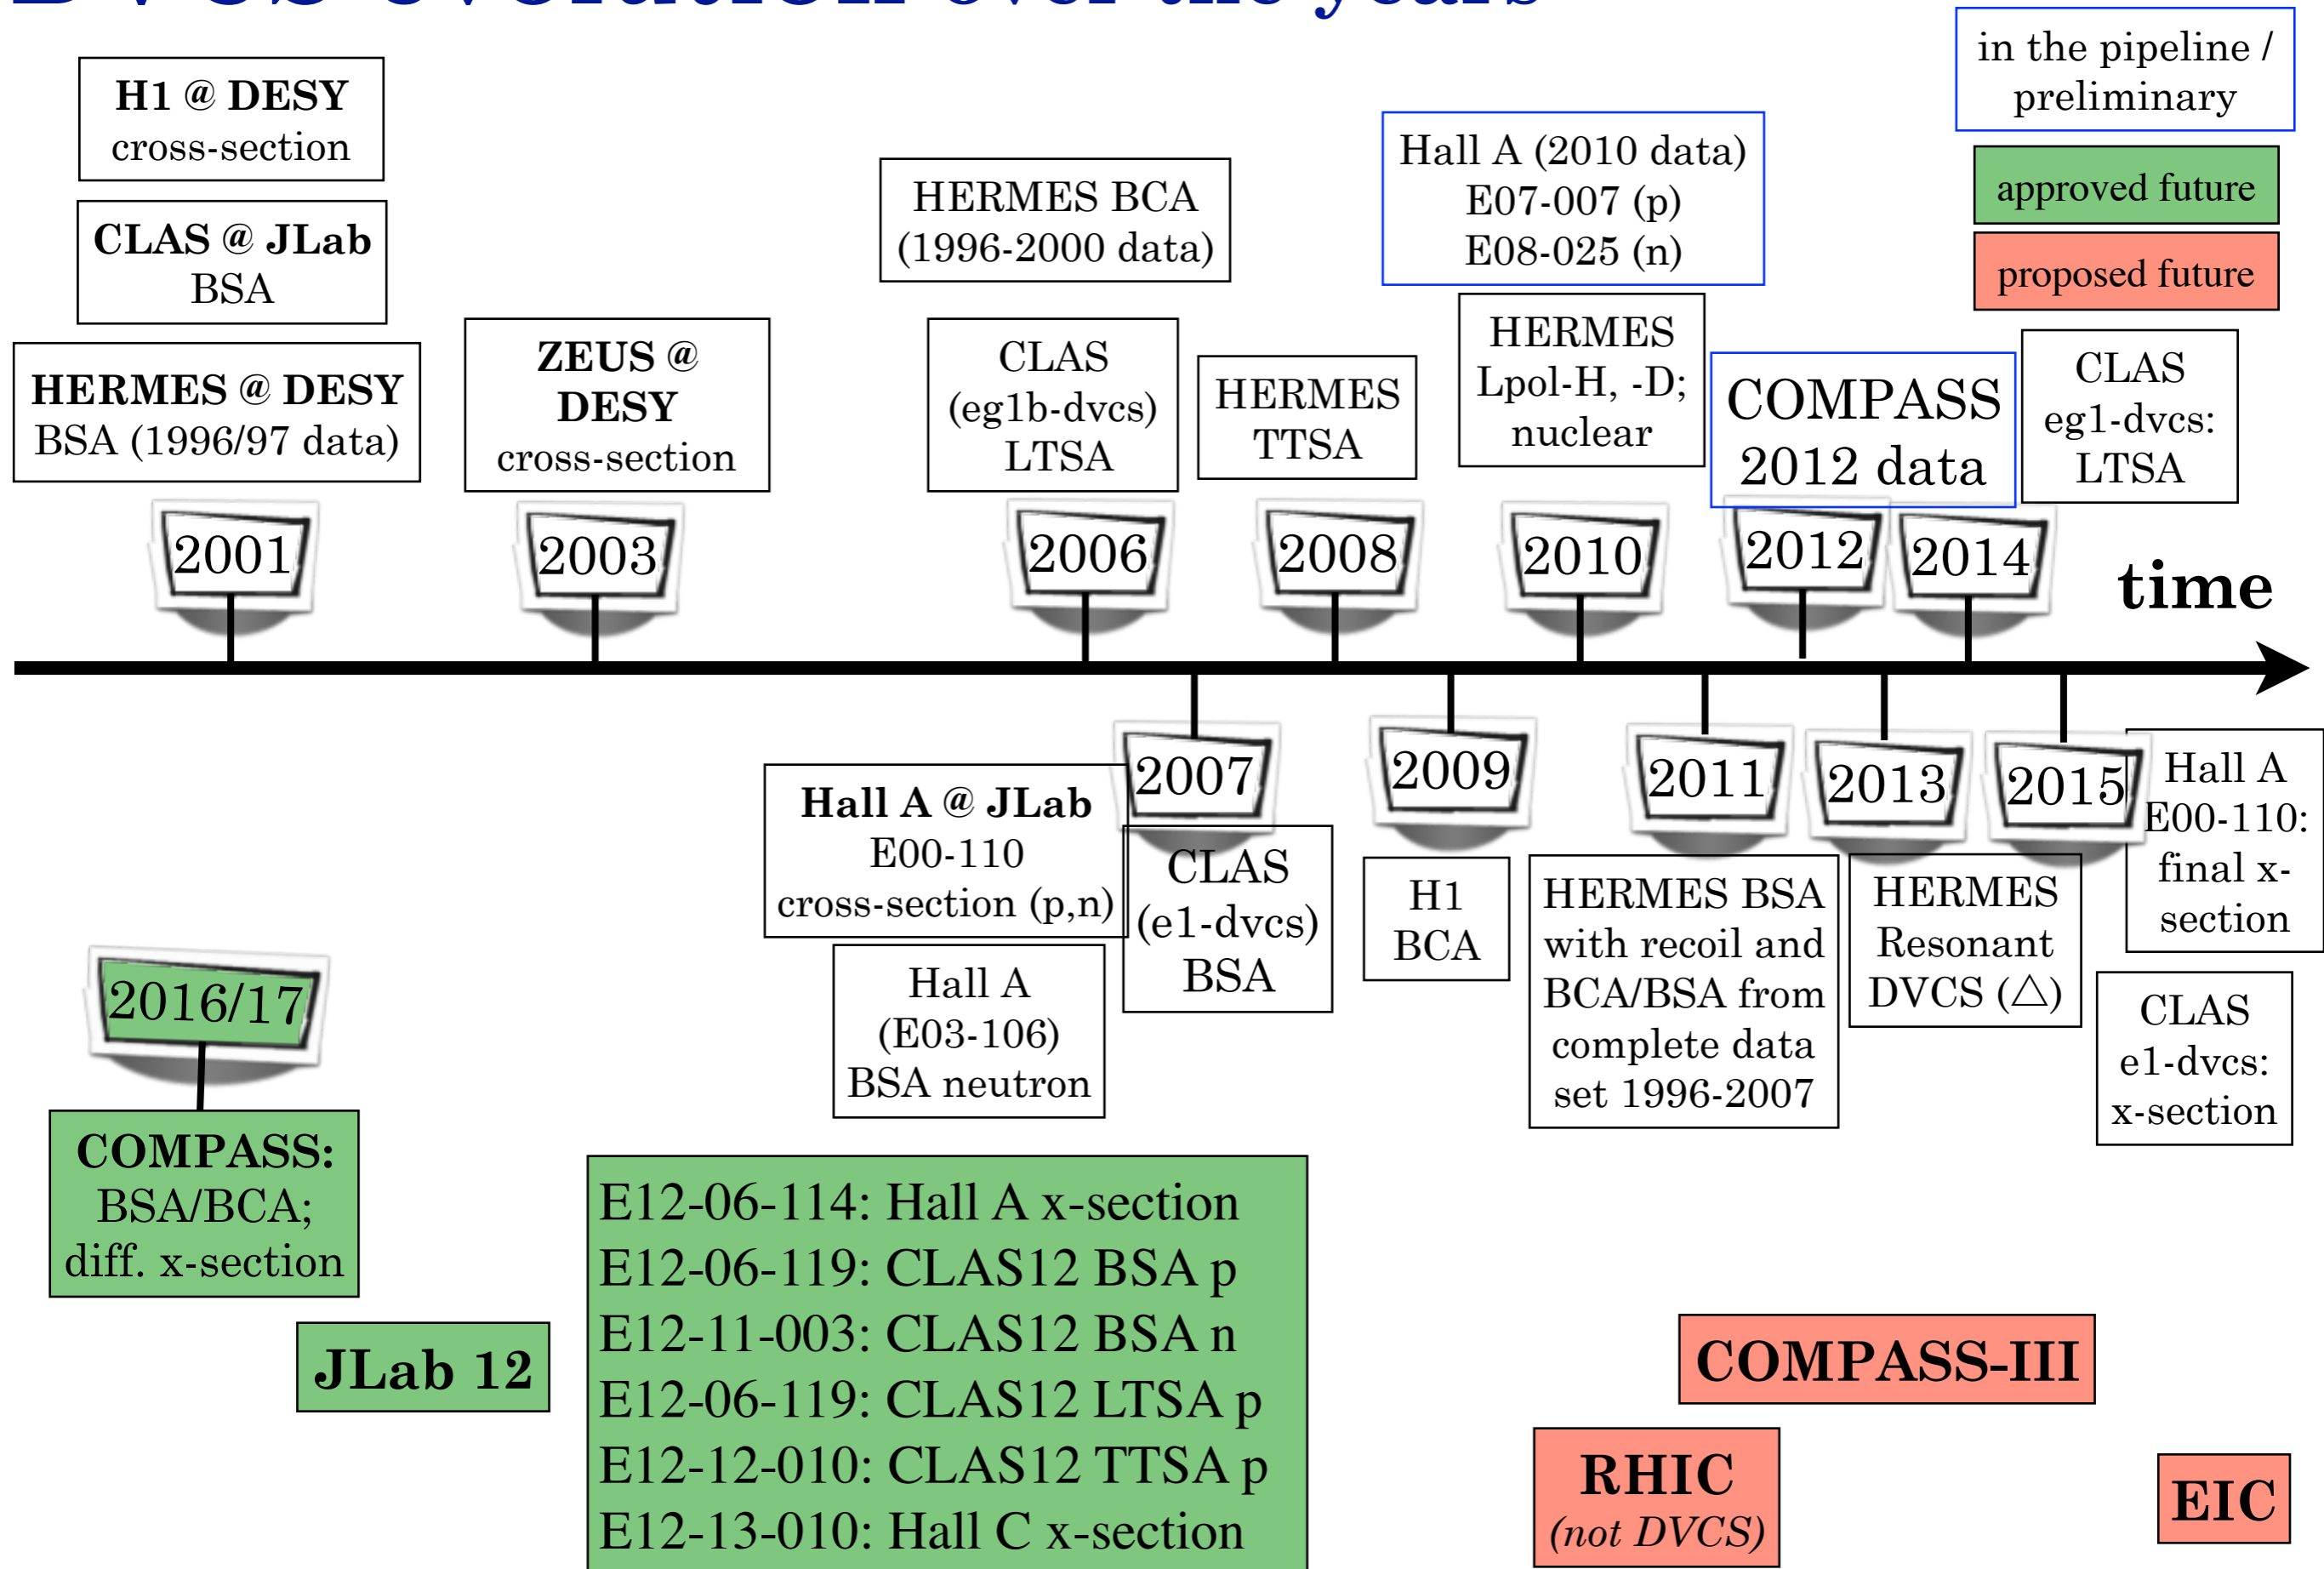 DVCS evolution over the years
in the pipeline /
preliminary
approved future
proposed future
H1 @ DESY
cross-section
CLAS @ JLab
BSA
HERMES @ DESY
BSA (1996/97 data)
ZEUS @
DESY
cross-section
HERMES BCA
(1996-2000 data)
CLAS
(eg1b-dvcs)
LTSA
HERMES
TTSA
Hall A (2010 data)
E07-007 (p)
E08-025 (n)
HERMES
Lpol-H, -D;
nuclear
COMPASS
2012 data
CLAS
eg1-dvcs:
LTSA
2001
2003
2006
2008
2010
2012
2014
time
2007
2009
2011
2013
2015
Hall A @ JLab
E00-110
cross-section (p,n)
Hall A
(E03-106)
BSA neutron
CLAS
(e1-dvcs)
BSA
H1
BCA
HERMES BSA
with recoil and
BCA/BSA from
complete data
set 1996-2007
HERMES
Resonant
DVCS (△)
Hall A
E00-110:
final x-
section
CLAS
e1-dvcs:
x-section
2016/17
COMPASS:
BSA/BCA;
diff. x-section
JLab 12
E12-06-114: Hall A x-section
E12-06-119: CLAS12 BSA p
E12-11-003: CLAS12 BSA n
E12-06-119: CLAS12 LTSA p
E12-12-010: CLAS12 TTSA p
E12-13-010: Hall C x-section
COMPASS-III
RHIC
(not DVCS)
EIC